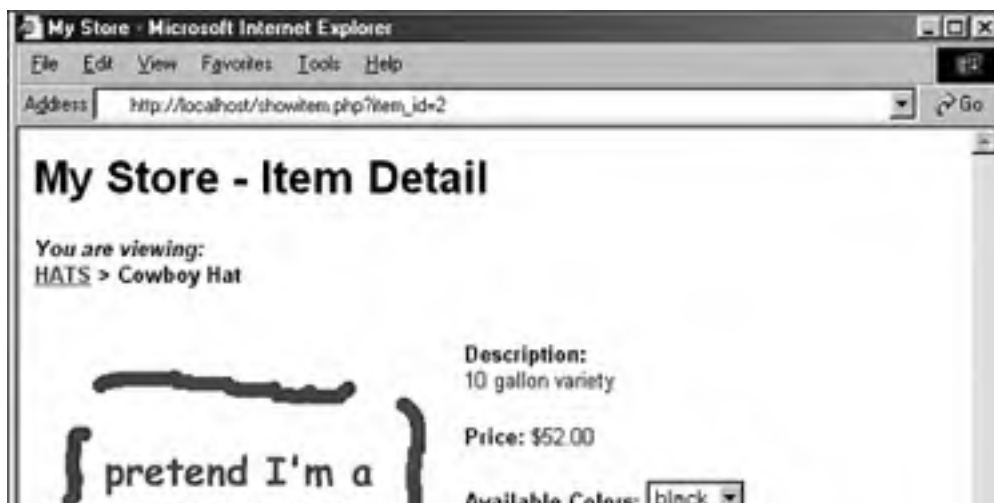 My Store - Microsoft Internet Explorer
File Edit View Favorites Tools Help
Address http://localhost/showitem.php?item_id=2 Go
My Store - Item Detail
You are viewing:
HATS > Cowboy Hat
Description:
10 gallon variety
Price: $52.00
pretend I'm a
Available Colors: black